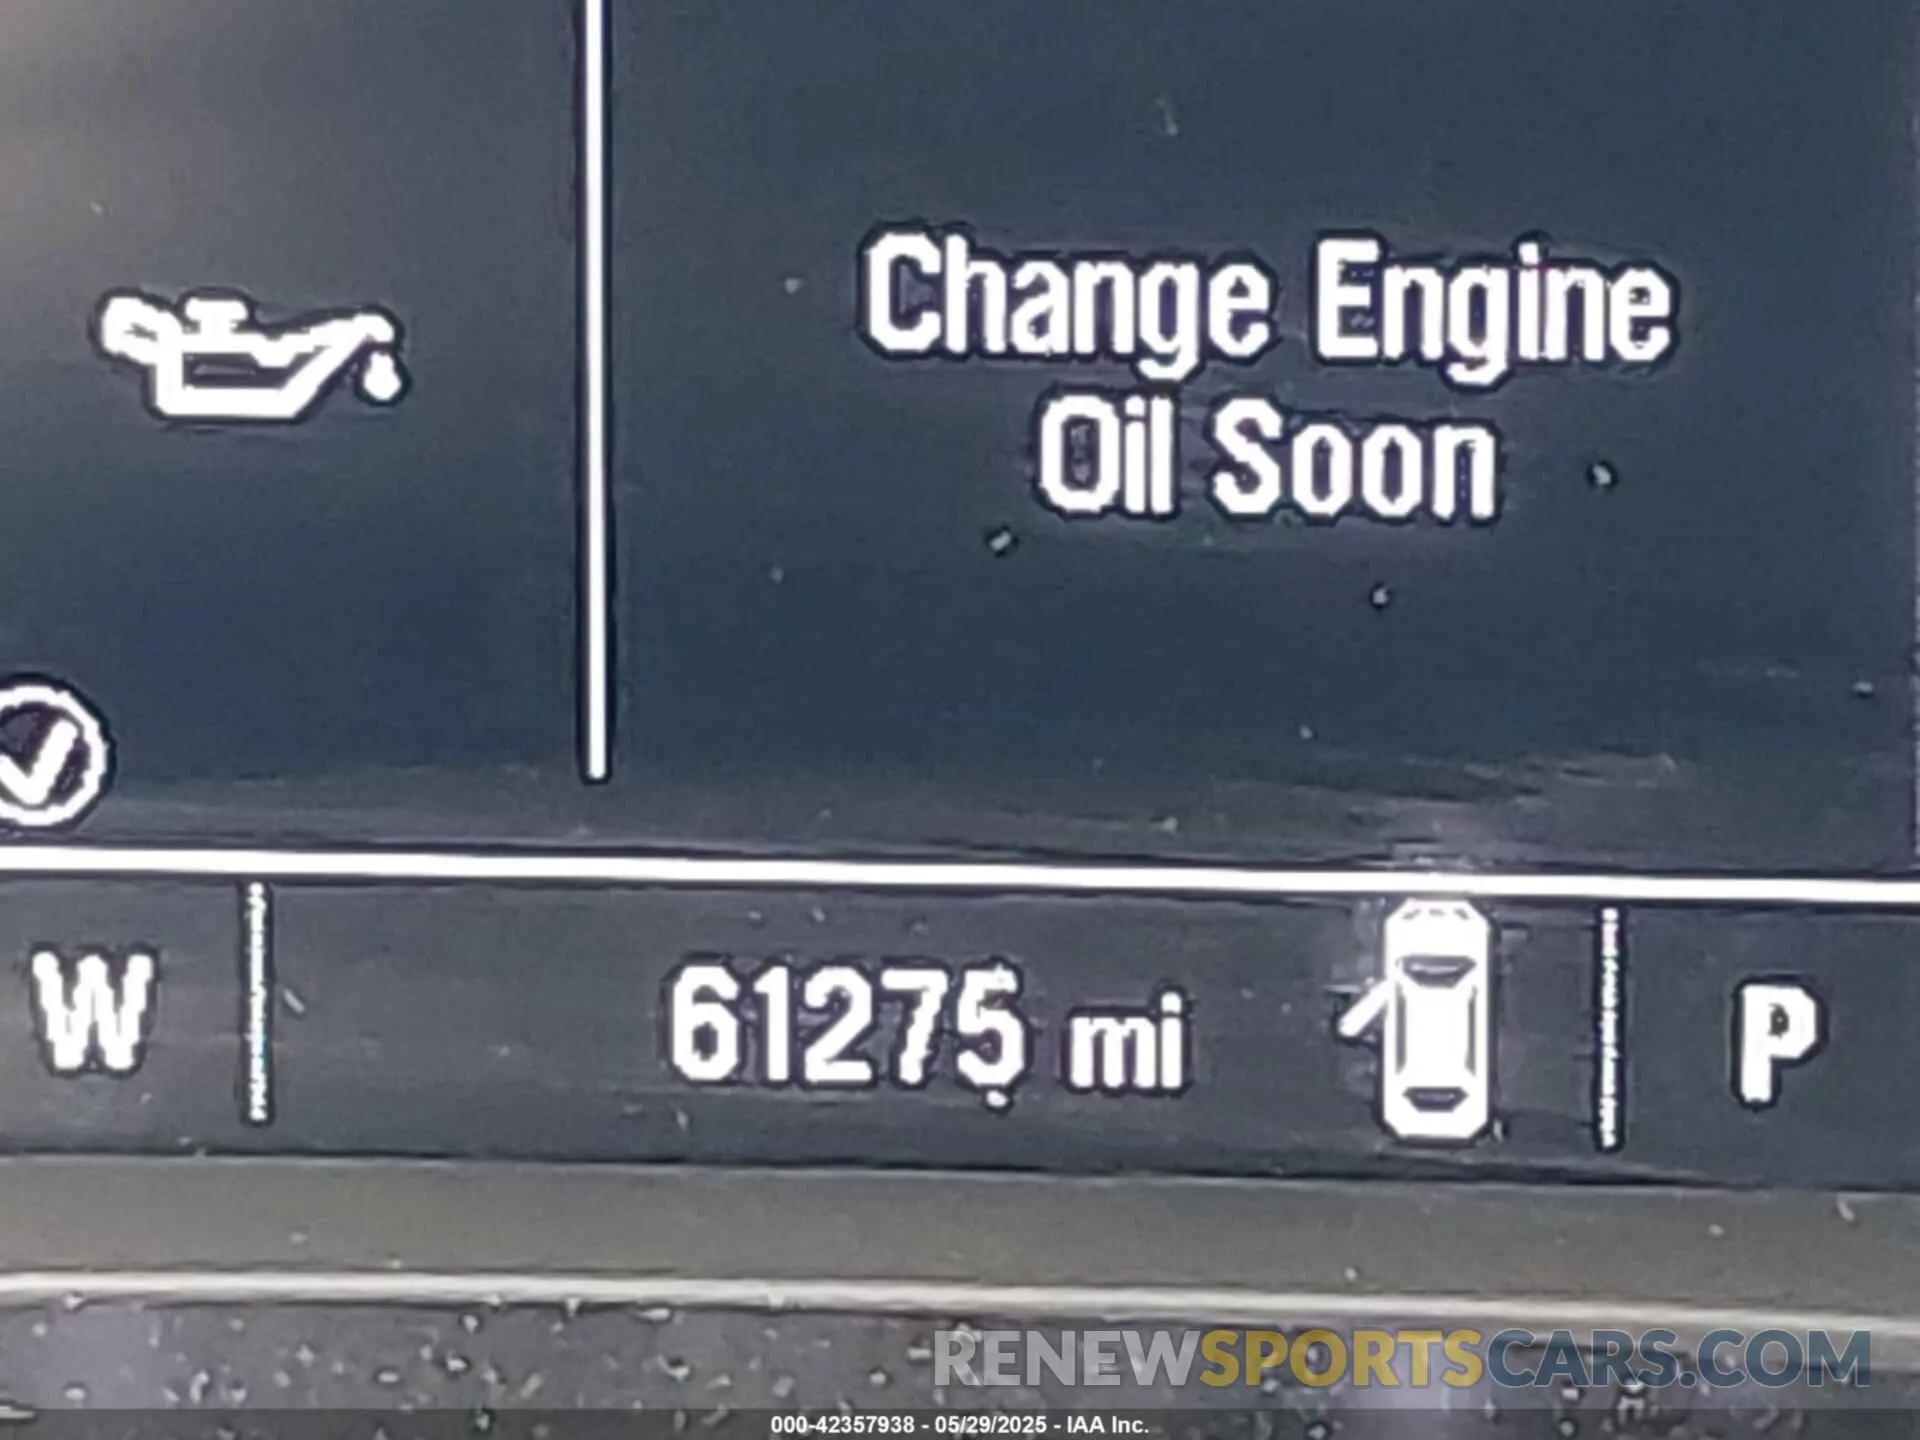 Change Engine
Oil Soon
W
61275 mi
P
RENEWSPORTSCARS.COM
000-42357938 - 05/29/2025 - IAA Inc.